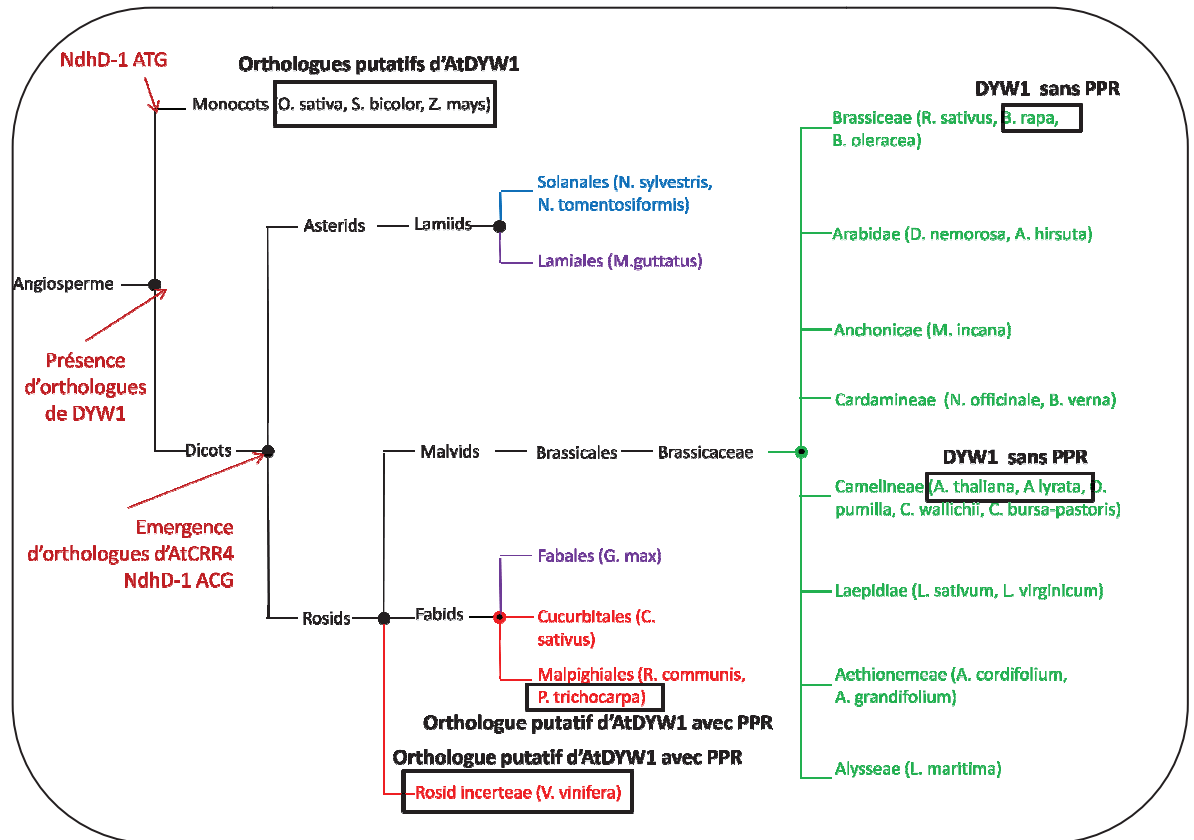 NdhD-1 ATG
Orthologues putatifs d'AtDYW1
Monocots (O. sativa, S. bicolor, Z. mays)
DYW1 sans PPR
Brassiceae (R. sativus, B. rapa,
B. oleracea)
Solanales (N. sylvestris,
N. tomentosiformis)
Asterids
Lamiids
Arabidae (D. nemorosa, A. hirsuta)
Lamiales (M.guttatus)
Angiosperme
Anchonicae (M. incana)
Présence
d'orthologues
de DYW1
Cardamineae (N. officinale, B. verna)
Dicots
Malvids
Brassicales
Brassicaceae
DYW1 sans PPR
Camelineae (A. thaliana, A lyrata, O.
pumilla, C. wallichii, C. bursa-pastoris)
Emergence
d'orthologues d'AtCRR4
NdhD-1 ACG
Fabales (G. max)
Laepidiae (L. sativum, L. virginicum)
Rosids
Fabids
Cucurbitales (C.
sativus)
Malpighiales (R. communis,
P. trichocarpa)
Aethionemeae (A. cordifolium,
A. grandifolium)
Orthologue putatif d'AtDYW1 avec PPR
Orthologue putatif d'AtDYW1 avec PPR
Alysseae (L. maritima)
Rosid incerteae (V. vinifera)